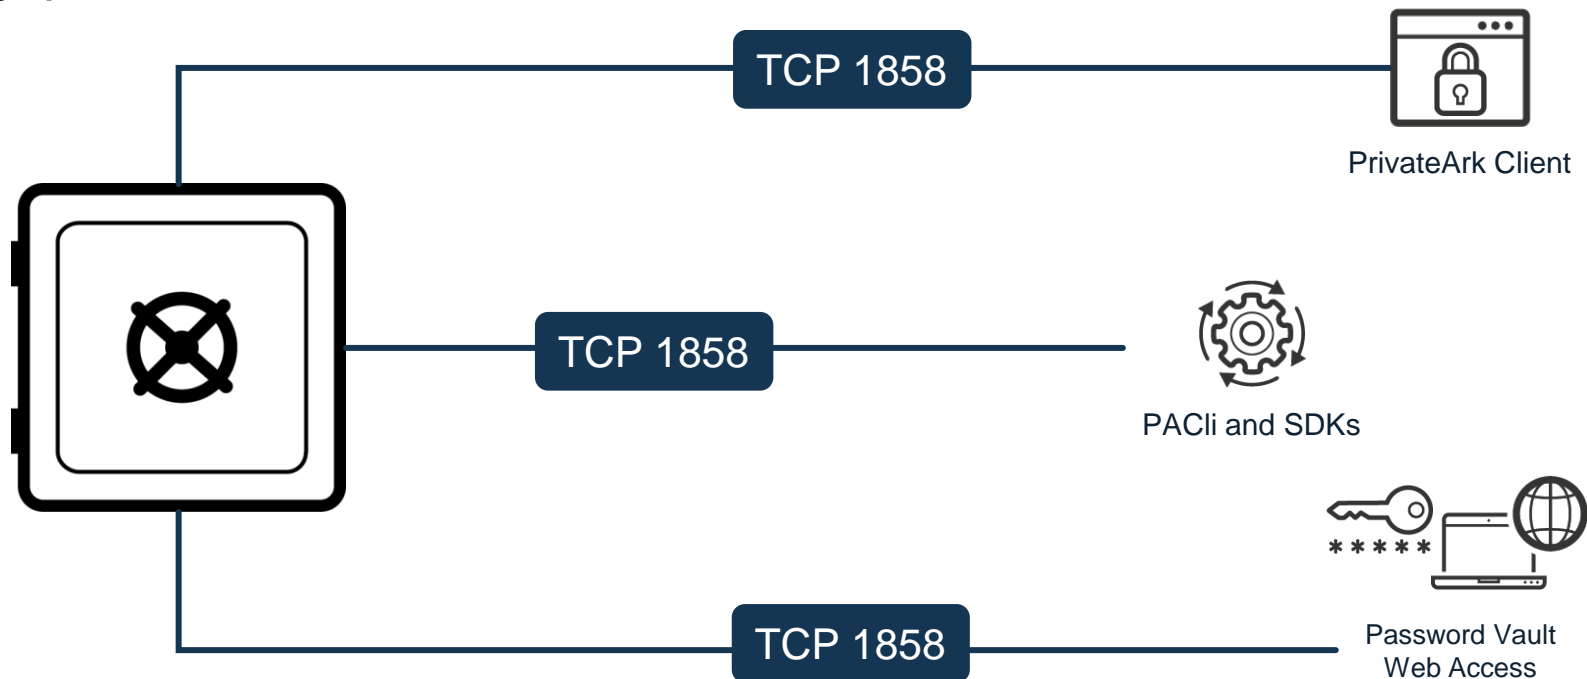 TCP 1858
PrivateArk Client
TCP 1858
PACli and SDKs
* * * * *
TCP 1858
Password Vault
Web Access